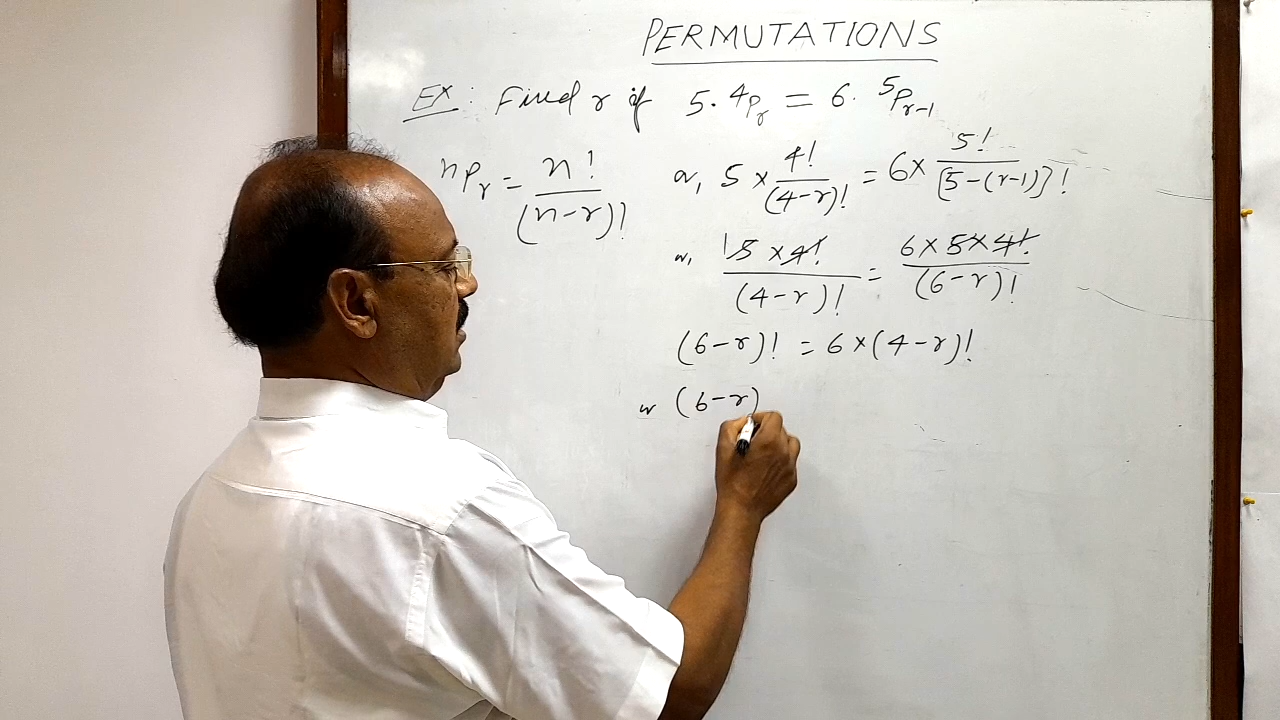 PERMUTATIONS
Ex: Find r if 5. ⁴Pᵣ = 6. ⁵Pᵣ₋₁
ⁿPᵣ = n! / (n-r)!
or, 5 × 4! / (4-r)! = 6 × 5! / {5-(r-1)}!
or, 5 × 4! / (4-r)! = 6 × 5 × 4! / (6-r)!
(6-r)! = 6 × (4-r)!
or (6-r)